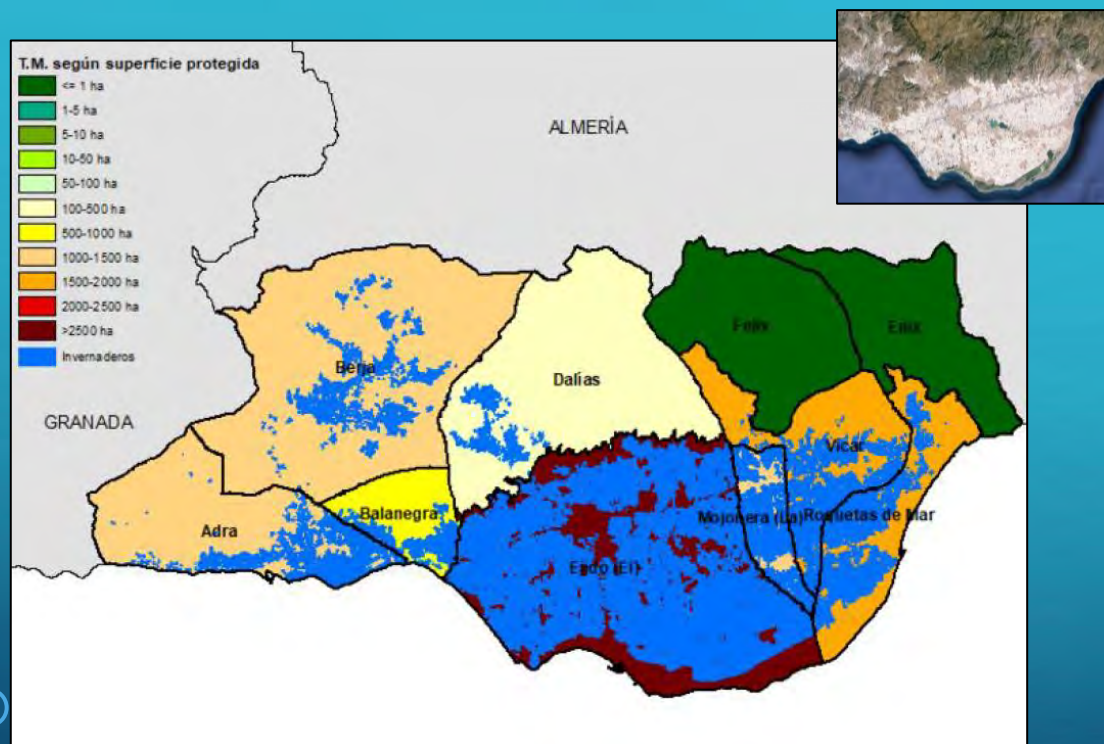 T.M. según superficie protegida
<= 1 ha
1-5 ha
5-10 ha
10-50 ha
50-100 ha
100-500 ha
500-1000 ha
1000-1500 ha
1500-2000 ha
2000-2500 ha
>2500 ha
Invernaderos
ALMERÌA
GRANADA
Felix
Enix
Berja
Dalías
Vicar
Balanegra
Adra
Mojonera (La)
Roquetas de Mar
Ejido (El)